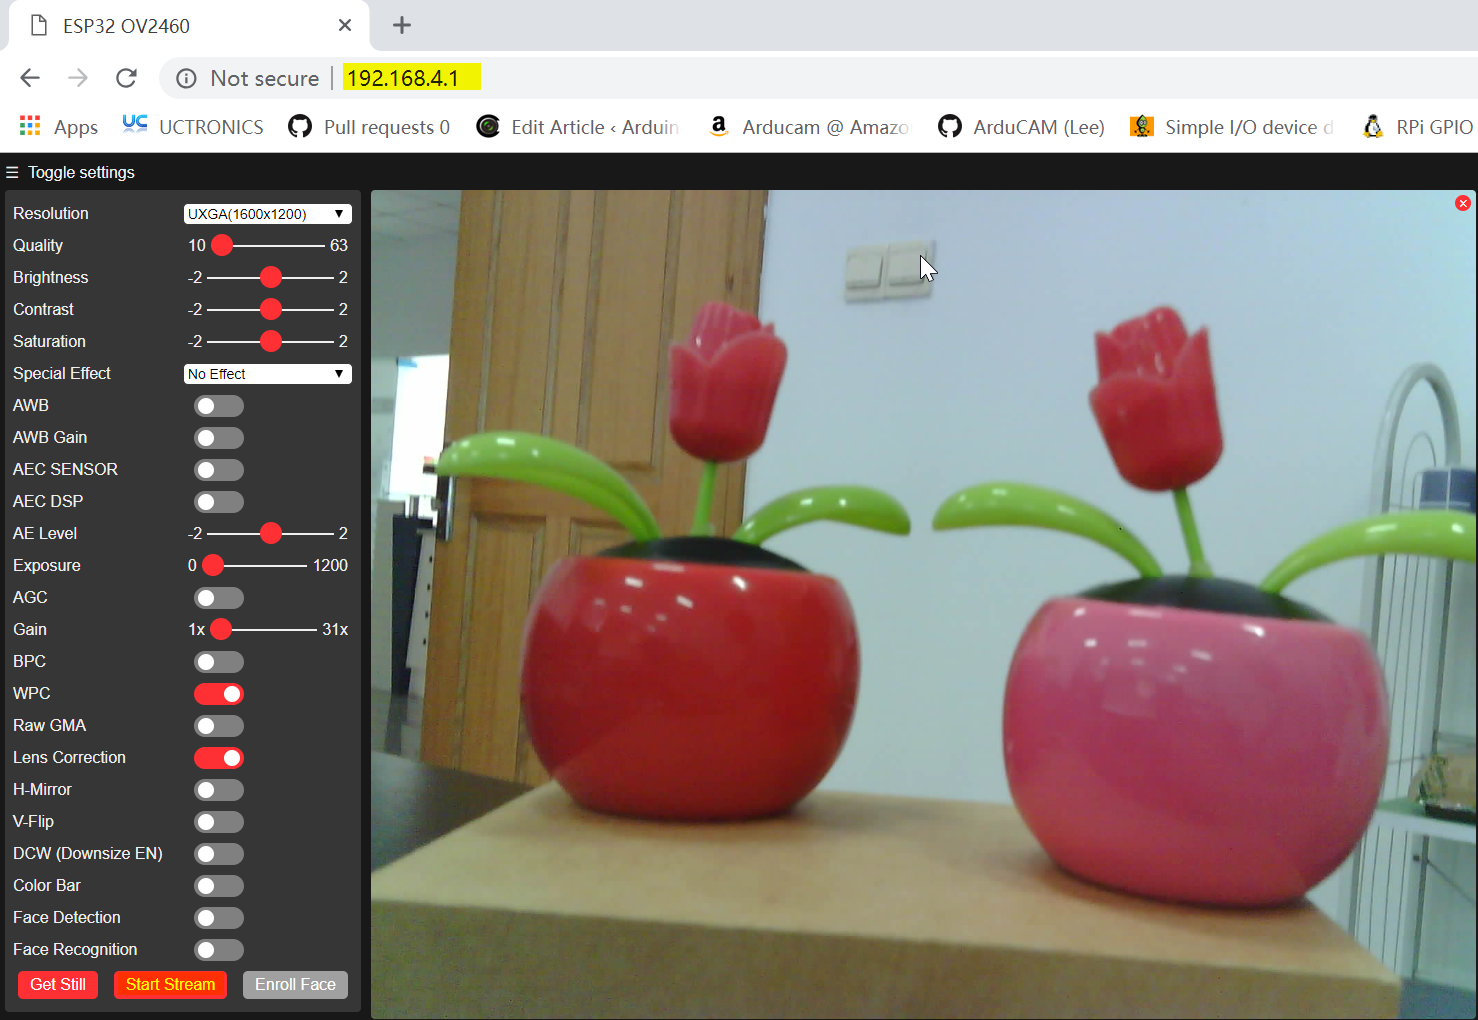 ESP32 OV2460
Not secure 192.168.4.1
Apps UCTRONICS Pull requests 0 Edit Article ‹ Arduin Arducam @ Amazo ArduCAM (Lee) Simple I/O device d RPi GPIO
☰ Toggle settings
Resolution UXGA(1600x1200)
Quality 10 63
Brightness -2 2
Contrast -2 2
Saturation -2 2
Special Effect No Effect
AWB
AWB Gain
AEC SENSOR
AEC DSP
AE Level -2 2
Exposure 0 1200
AGC
Gain 1x 31x
BPC
WPC
Raw GMA
Lens Correction
H-Mirror
V-Flip
DCW (Downsize EN)
Color Bar
Face Detection
Face Recognition
Get Still Start Stream Enroll Face